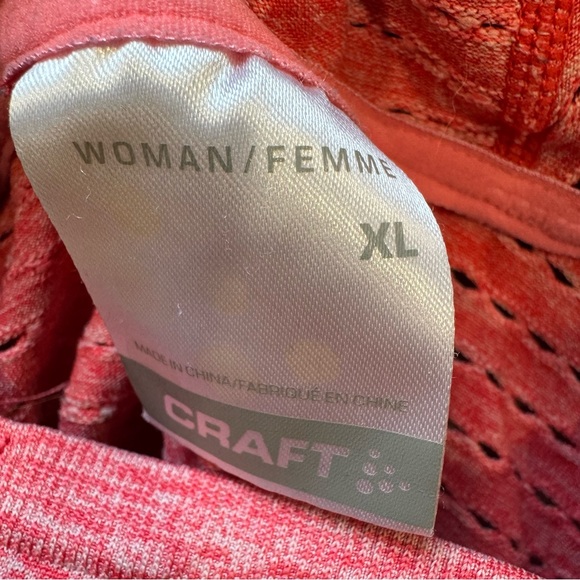 WOMAN/FEMME
XL
MADE IN CHINA/FABRIQUÉ EN CHINE
CRAFT